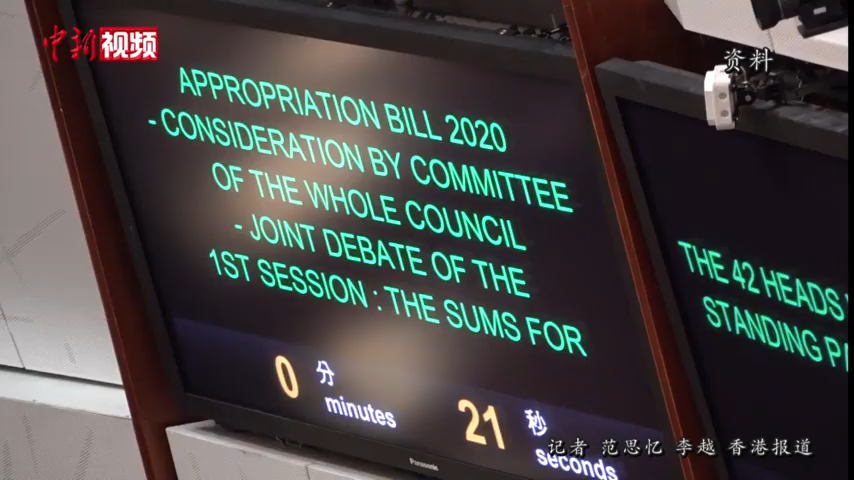 中新视频
资料
APPROPRIATION BILL 2020
- CONSIDERATION BY COMMITTEE
OF THE WHOLE COUNCIL
- JOINT DEBATE OF THE
1ST SESSION : THE SUMS FOR
0 分 minutes 21 秒 seconds
THE 42 HEADS
STANDING
Panasonic
记者 范思忆 李越 香港报道